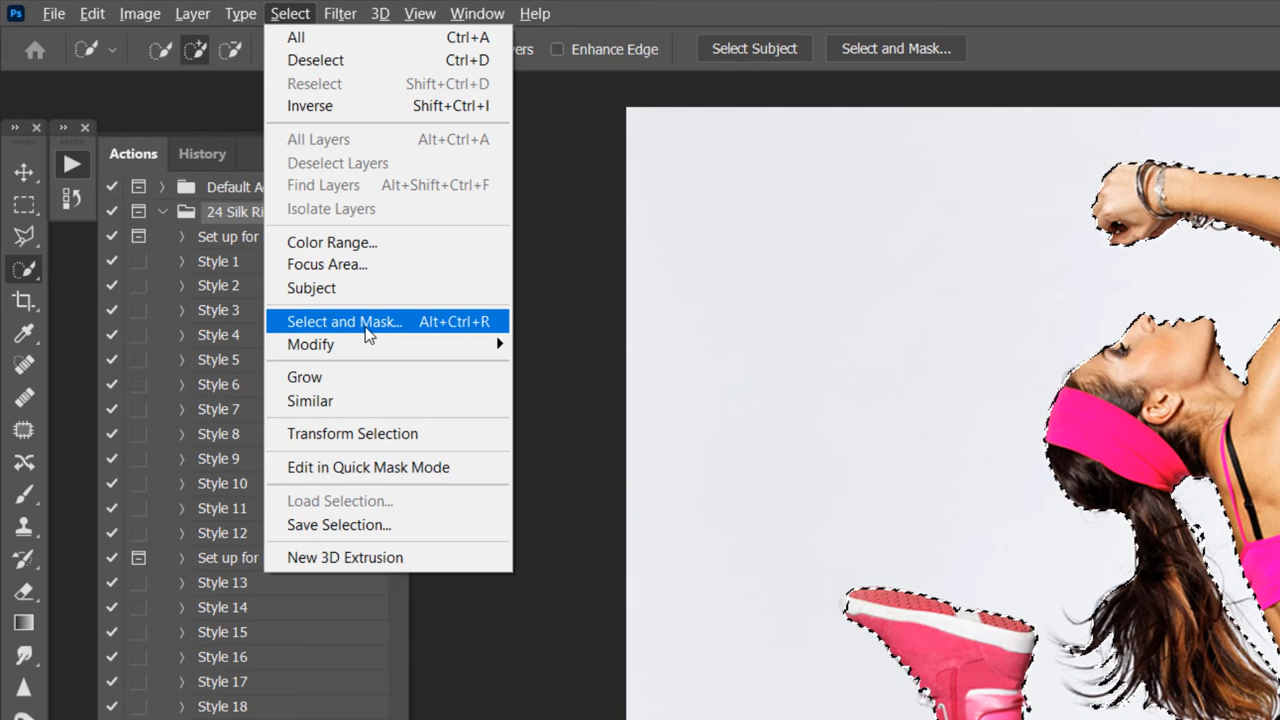 Ps File Edit Image Layer Type Select Filter 3D View Window Help
Enhance Edge Select Subject Select and Mask...
All Ctrl+A
Deselect Ctrl+D
Reselect Shift+Ctrl+D
Inverse Shift+Ctrl+I
All Layers Alt+Ctrl+A
Deselect Layers
Find Layers Alt+Shift+Ctrl+F
Isolate Layers
Color Range...
Focus Area...
Subject
Select and Mask... Alt+Ctrl+R
Modify
Grow
Similar
Transform Selection
Edit in Quick Mask Mode
Load Selection...
Save Selection...
New 3D Extrusion
Actions History
Default A
24 Silk Ri
Set up for
Style 1
Style 2
Style 3
Style 4
Style 5
Style 6
Style 7
Style 8
Style 9
Style 10
Style 11
Style 12
Set up for
Style 13
Style 14
Style 15
Style 16
Style 17
Style 18